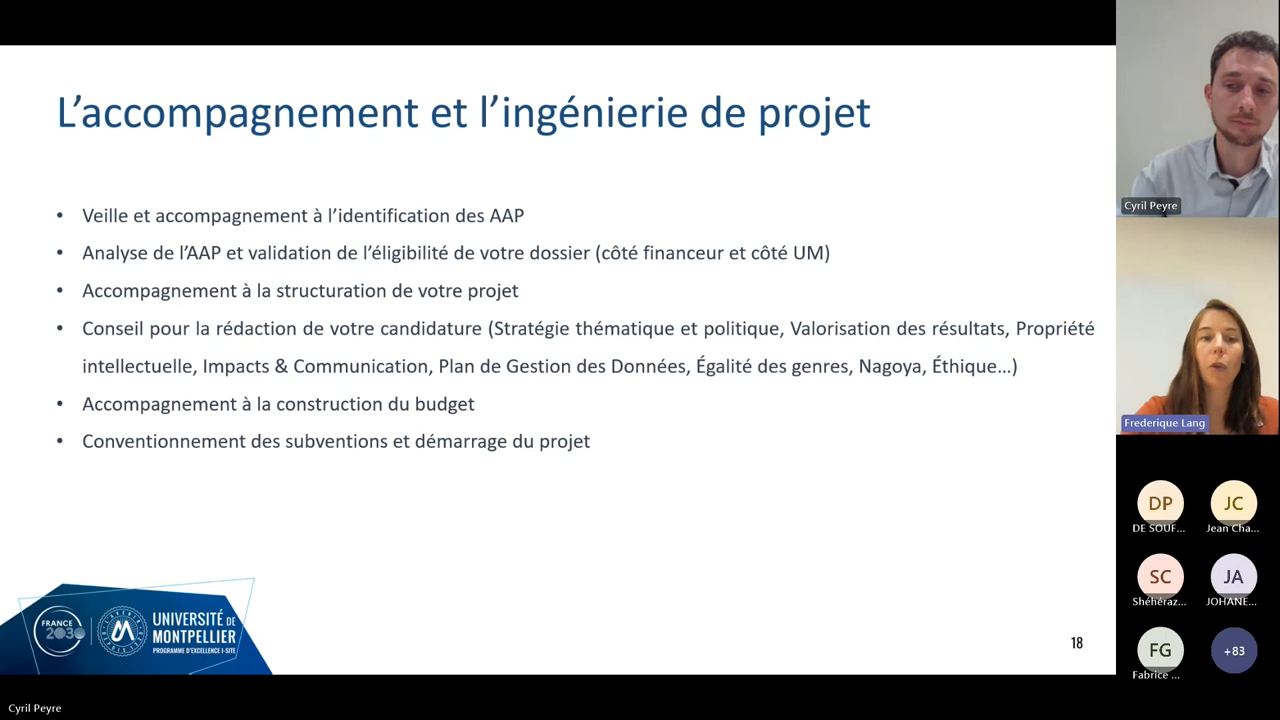 L’accompagnement et l’ingénierie de projet
• Veille et accompagnement à l’identification des AAP
• Analyse de l’AAP et validation de l’éligibilité de votre dossier (côté financeur et côté UM)
• Accompagnement à la structuration de votre projet
• Conseil pour la rédaction de votre candidature (Stratégie thématique et politique, Valorisation des résultats, Propriété
intellectuelle, Impacts & Communication, Plan de Gestion des Données, Égalité des genres, Nagoya, Éthique…)
• Accompagnement à la construction du budget
• Conventionnement des subventions et démarrage du projet
FRANCE
2030
UNIVERSITÉ DE
MONTPELLIER
PROGRAMME D'EXCELLENCE I-SITE
18
Cyril Peyre
Frederique Lang
DP
DE SOUF...
JC
Jean Cha...
SC
Shéhéraz...
JA
JOHANE...
FG
Fabrice ...
+83
Cyril Peyre